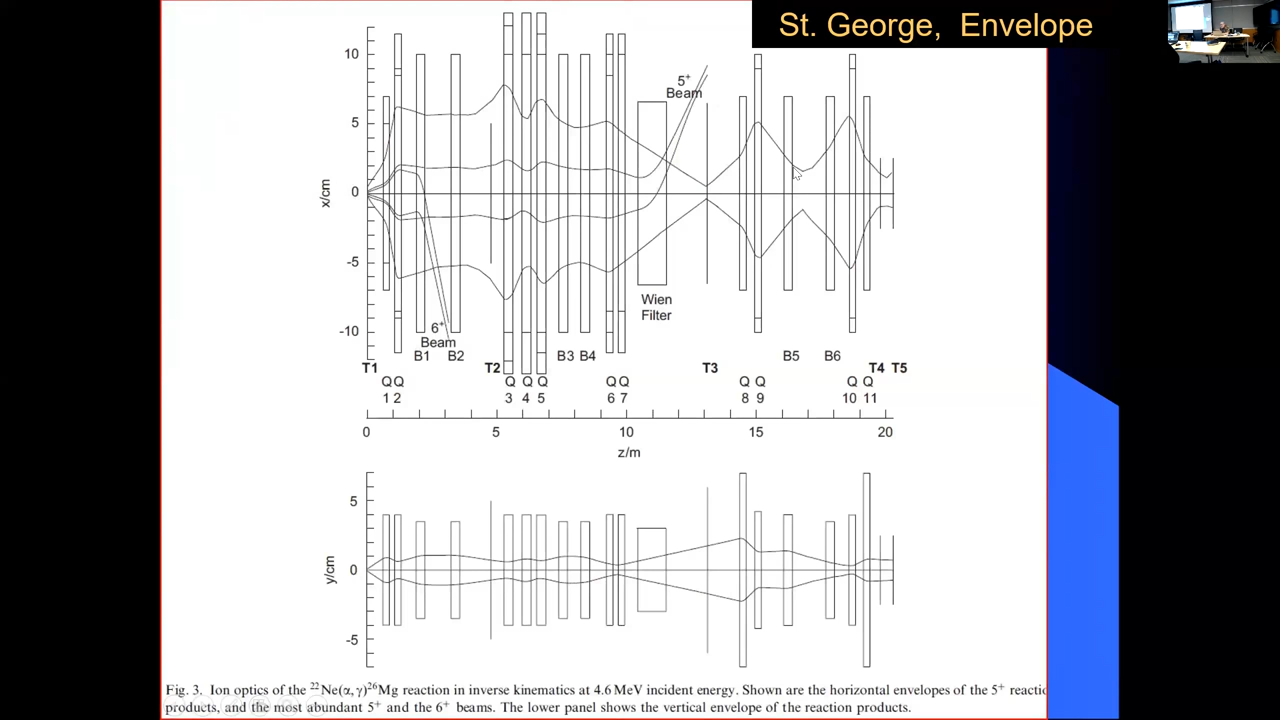 St. George, Envelope
10
5
0
-5
-10
x/cm
5+
Beam
6+
Beam
Wien
Filter
B1 B2 B3 B4 B5 B6
T1 T2 T3 T4 T5
Q Q Q Q Q Q Q Q Q Q Q
1 2 3 4 5 6 7 8 9 10 11
0 5 10 15 20
z/m
5
0
-5
y/cm
Fig. 3. Ion optics of the ²²Ne(α, γ)²⁶Mg reaction in inverse kinematics at 4.6 MeV incident energy. Shown are the horizontal envelopes of the 5⁺ reactio
products, and the most abundant 5⁺ and the 6⁺ beams. The lower panel shows the vertical envelope of the reaction products.